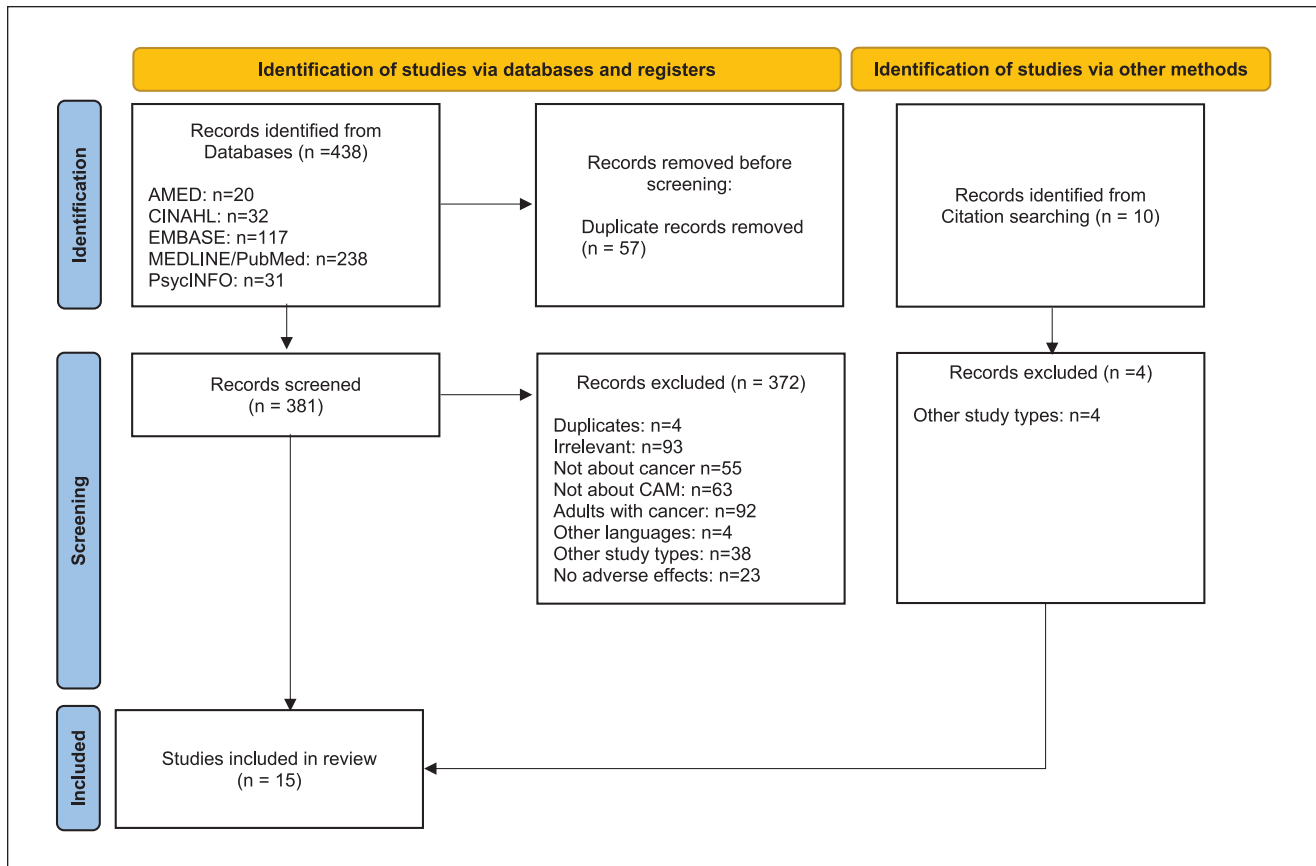 Identification of studies via databases and registers
Identification of studies via other methods
Identification
Records identified from
Databases (n =438)
AMED: n=20
CINAHL: n=32
EMBASE: n=117
MEDLINE/PubMed: n=238
PsycINFO: n=31
Records removed before
screening:
Duplicate records removed
(n = 57)
Records identified from
Citation searching (n = 10)
Screening
Records screened
(n = 381)
Records excluded (n = 372)
Duplicates: n=4
Irrelevant: n=93
Not about cancer n=55
Not about CAM: n=63
Adults with cancer: n=92
Other languages: n=4
Other study types: n=38
No adverse effects: n=23
Records excluded (n =4)
Other study types: n=4
Included
Studies included in review
(n = 15)